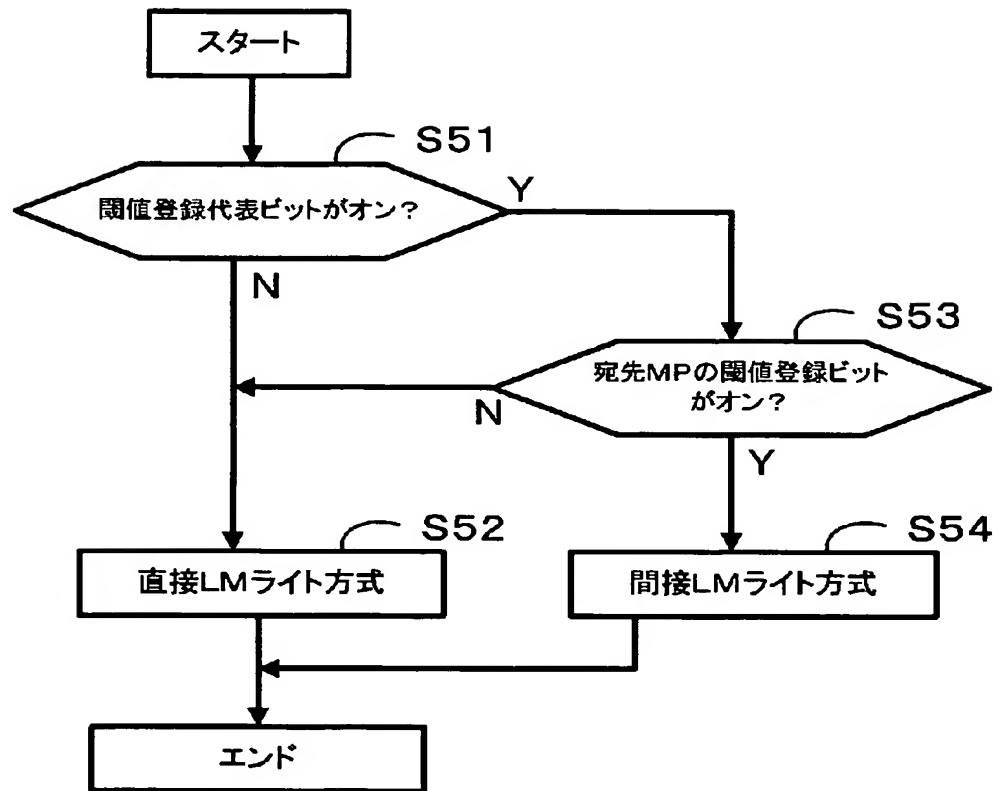 スタート
S51
閾値登録代表ビットがオン?
Y
N
S53
宛先MPの閾値登録ビット
がオン?
N
Y
S52
S54
直接LMライト方式
間接LMライト方式
エンド